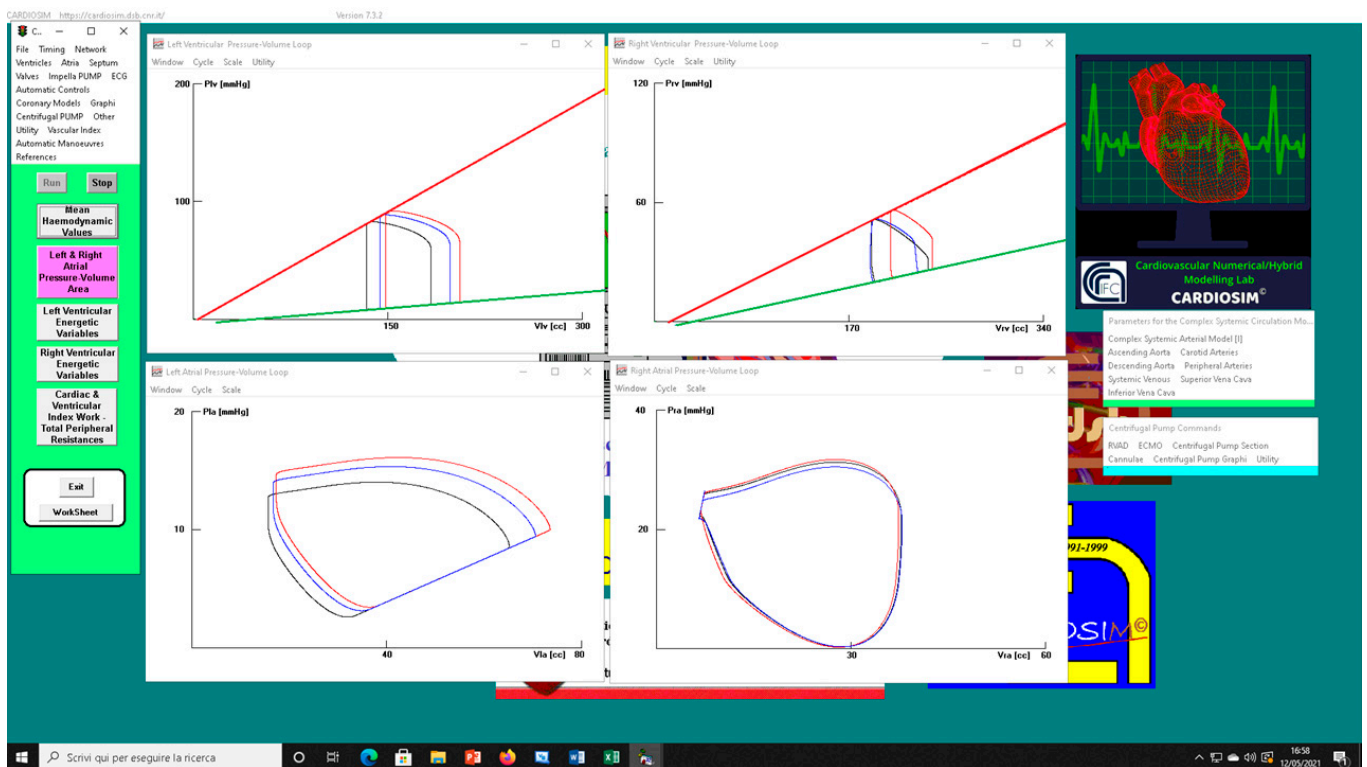 CARDIOSIM https://cardiosim.dsb.cnr.it/ Version 7.3.2
C..
File Timing Network
Ventricles Atria Septum
Valves Impella PUMP ECG
Automatic Controls
Coronary Models Graphi
Centrifugal PUMP Other
Utility Vascular Index
Automatic Manoeuvres
References
Run Stop
Mean
Haemodynamic
Values
Left & Right
Atrial
Pressure-Volume
Area
Left Ventricular
Energetic
Variables
Right Ventricular
Energetic
Variables
Cardiac &
Ventricular
Index Work -
Total Peripheral
Resistances
Exit
WorkSheet
Left Ventricular Pressure-Volume Loop
Window Cycle Scale Utility
200 Plv [mmHg]
100
150 Vlv [cc] 300
Right Ventricular Pressure-Volume Loop
Window Cycle Scale Utility
120 Prv [mmHg]
60
170 Vrv [cc] 340
Left Atrial Pressure-Volume Loop
Window Cycle Scale
20 Pla [mmHg]
10
40 Vla [cc] 80
Right Atrial Pressure-Volume Loop
Window Cycle Scale
40 Pra [mmHg]
20
30 Vra [cc] 60
IFC
Cardiovascular Numerical/Hybrid
Modelling Lab
CARDIOSIM©
Parameters for the Complex Systemic Circulation Mo...
Complex Systemic Arterial Model [I]
Ascending Aorta Carotid Arteries
Descending Aorta Peripheral Arteries
Systemic Venous Superior Vena Cava
Inferior Vena Cava
Centrifugal Pump Commands
RVAD ECMO Centrifugal Pump Section
Cannulae Centrifugal Pump Graphi Utility
991-1999
OSIM©
Scrivi qui per eseguire la ricerca
16:58
12/05/2021